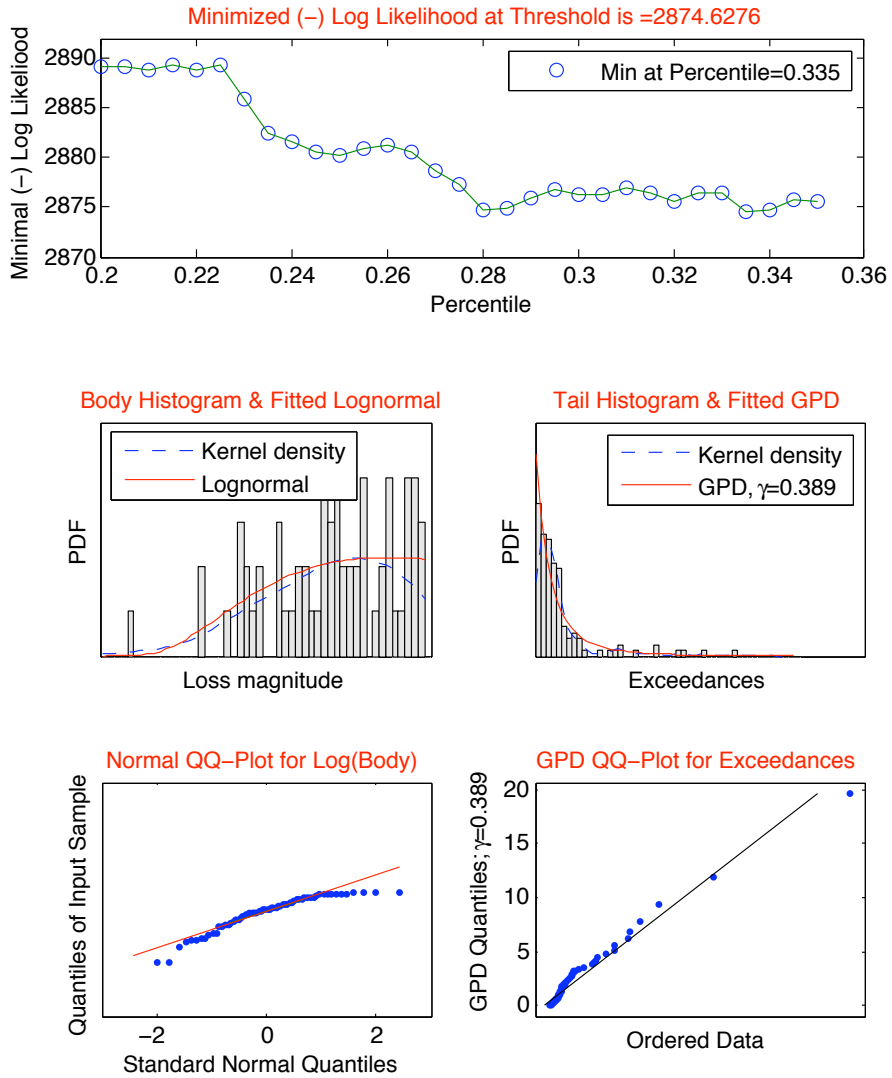 Minimized (−) Log Likelihood at Threshold is =2874.6276
Minimal (−) Log Likeliood
2890
2885
2880
2875
2870
Min at Percentile=0.335
0.2
0.22
0.24
0.26
0.28
0.3
0.32
0.34
0.36
Percentile
Body Histogram & Fitted Lognormal
PDF
Kernel density
Lognormal
Loss magnitude
Tail Histogram & Fitted GPD
PDF
Kernel density
GPD, γ=0.389
Exceedances
Normal QQ−Plot for Log(Body)
Quantiles of Input Sample
−2
0
2
Standard Normal Quantiles
GPD QQ−Plot for Exceedances
GPD Quantiles; γ=0.389
20
15
10
5
0
Ordered Data